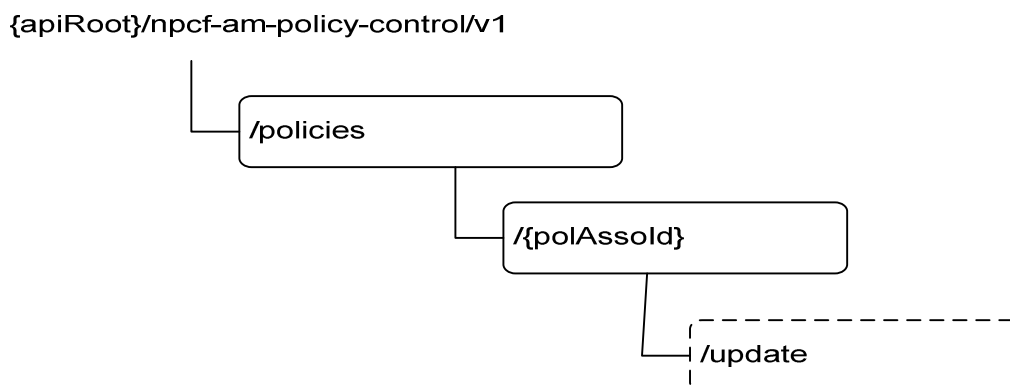 {apiRoot}/npcf-am-policy-control/v1
/policies
/{polAssoId}
/update